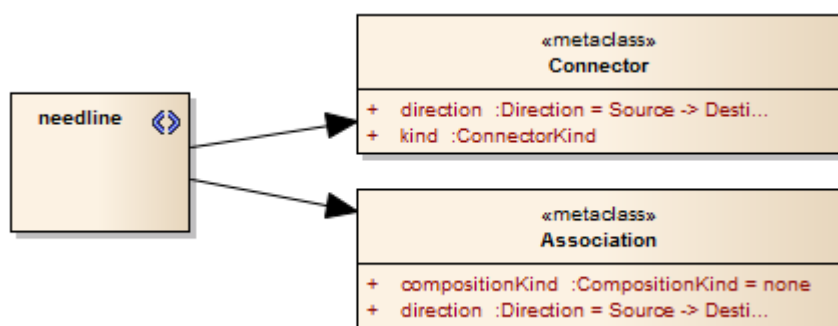 «metaclass»
Connector
+ direction :Direction = Source -> Desti...
+ kind :ConnectorKind
needline
«metaclass»
Association
+ compositionKind :CompositionKind = none
+ direction :Direction = Source -> Desti...